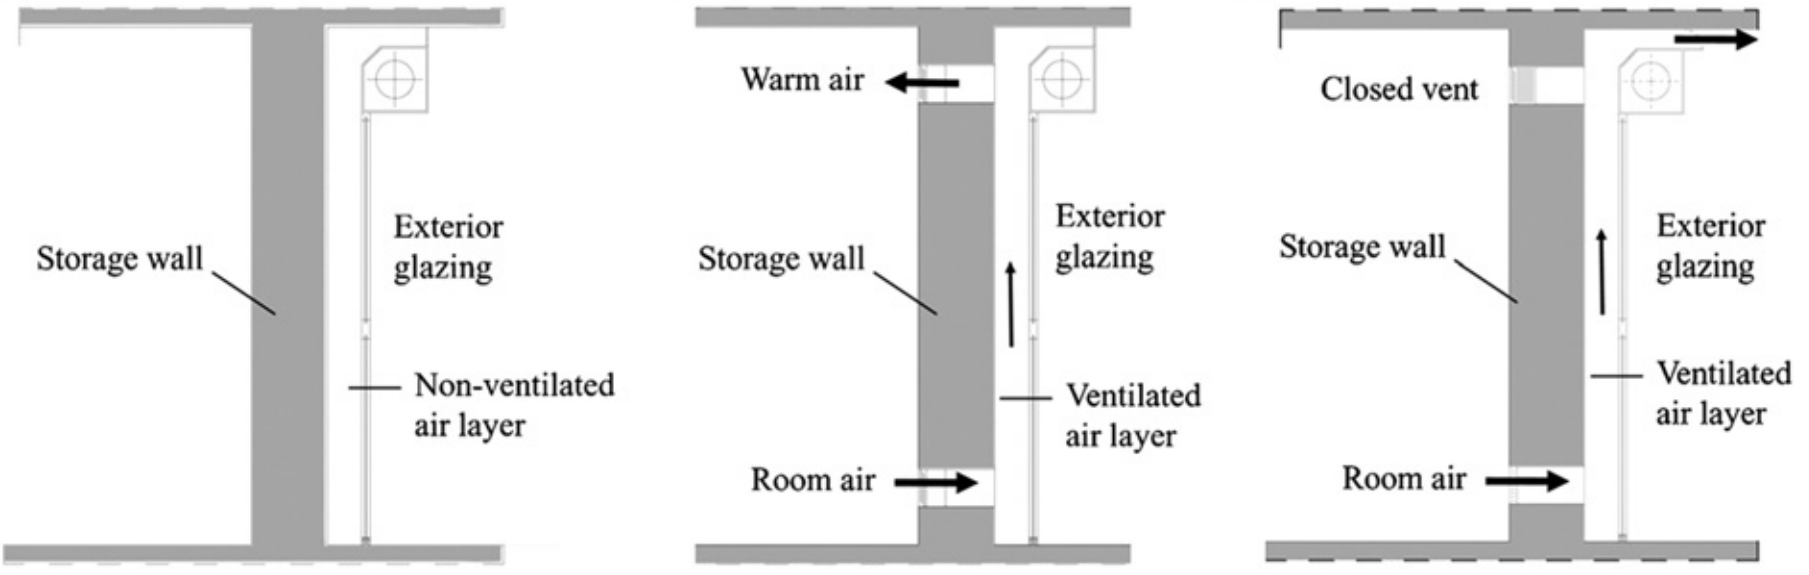 Exterior
glazing
Storage wall
Non-ventilated
air layer
Warm air
Exterior
glazing
Storage wall
Ventilated
air layer
Room air
Closed vent
Exterior
glazing
Storage wall
Ventilated
air layer
Room air